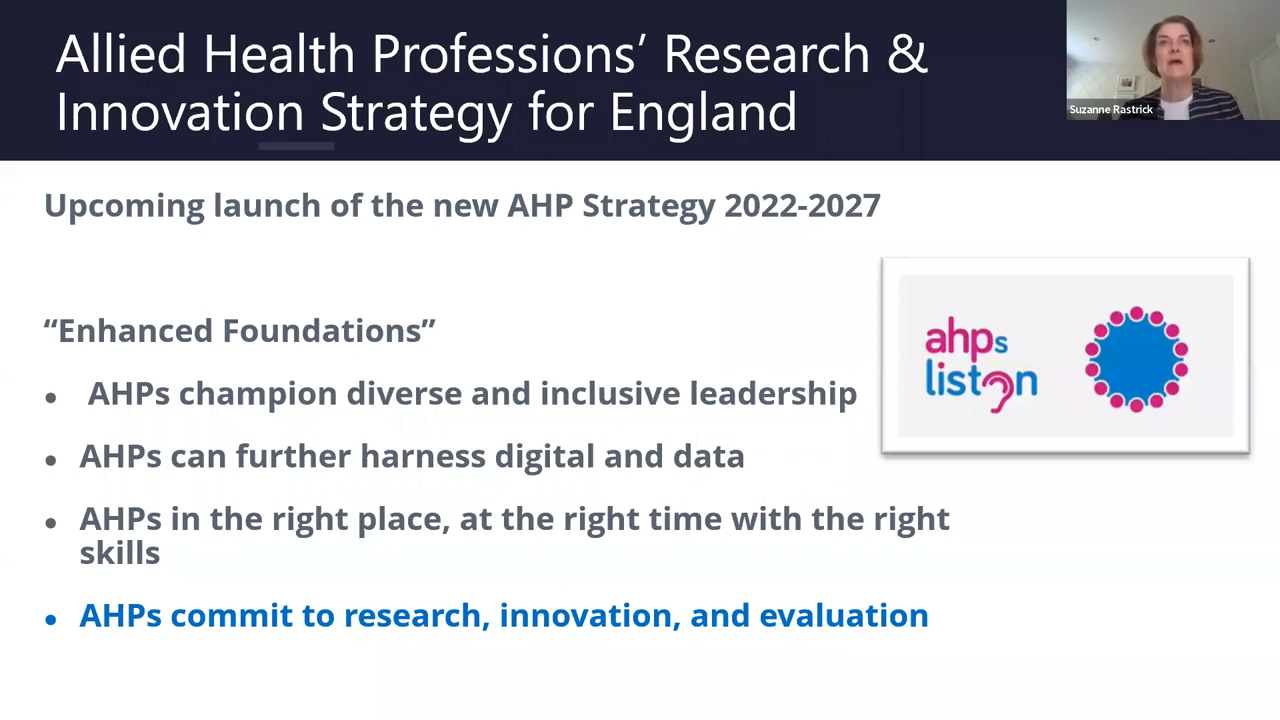 Allied Health Professions’ Research &
Innovation Strategy for England
Suzanne Rastrick
Upcoming launch of the new AHP Strategy 2022-2027
“Enhanced Foundations”
ahps
listen
• AHPs champion diverse and inclusive leadership
• AHPs can further harness digital and data
• AHPs in the right place, at the right time with the right
skills
• AHPs commit to research, innovation, and evaluation